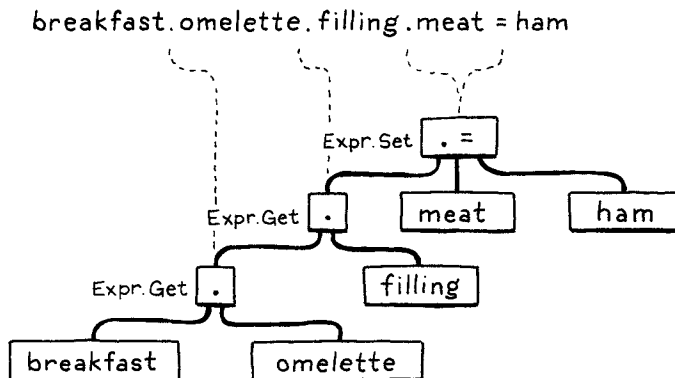 breakfast.omelette.filling.meat = ham
Expr.Set
. =
Expr.Get
.
meat
ham
Expr.Get
.
filling
breakfast
omelette